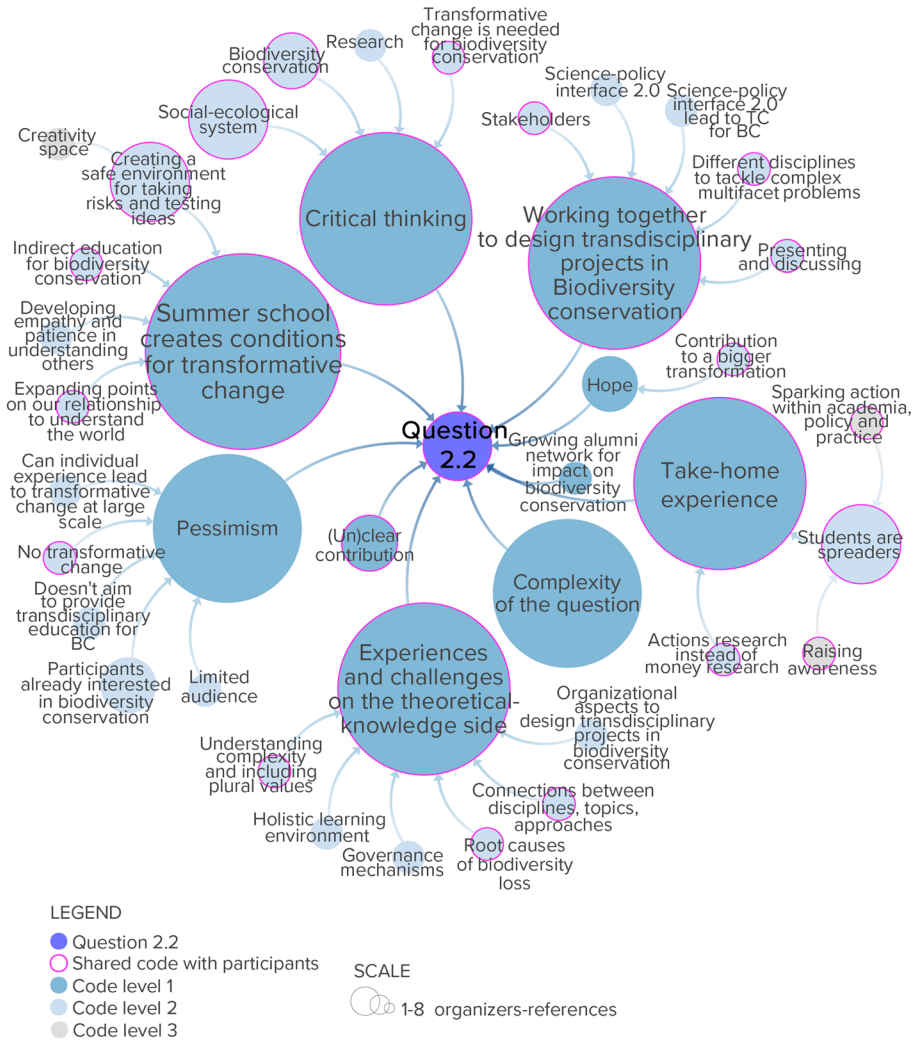 Transformative
change is needed
for biodiversity
conservation
Research
Biodiversity
conservation
Social-ecological
system
Creativity
space
Creating a
safe environment
for taking
risks and testing
ideas
Critical thinking
Science-policy
interface 2.0
Science-policy
interface 2.0
lead to TC
for BC
Stakeholders
Different disciplines
to tackle complex
multifacet problems
Presenting
and discussing
Working together
to design transdisciplinary
projects in
Biodiversity
conservation
Indirect education
for biodiversity
conservation
Developing
empathy and
patience in
understanding
others
Expanding points
on our relationship
to understand
the world
Summer school
creates conditions
for transformative
change
Contribution
to a bigger
transformation
Hope
Sparking action
within academia,
policy and
practice
Question
2.2
Growing alumni
network for
impact on
biodiversity
conservation
Take-home
experience
Students are
spreaders
Can individual
experience lead
to transformative
change at large
scale
No transformative
change
Doesn't aim
to provide
transdisciplinary
education for
BC
Participants
already interested
in biodiversity
conservation
Limited
audience
Pessimism
(Un)clear
contribution
Complexity
of the question
Actions research
instead of
money research
Raising
awareness
Experiences
and challenges
on the theoretical-
knowledge side
Organizational
aspects to
design transdisciplinary
projects in
biodiversity
conservation
Understanding
complexity
and including
plural values
Holistic learning
environment
Governance
mechanisms
Connections between
disciplines, topics,
approaches
Root causes
of biodiversity
loss
LEGEND
Question 2.2
Shared code with participants
Code level 1
Code level 2
Code level 3
SCALE
1-8 organizers-references